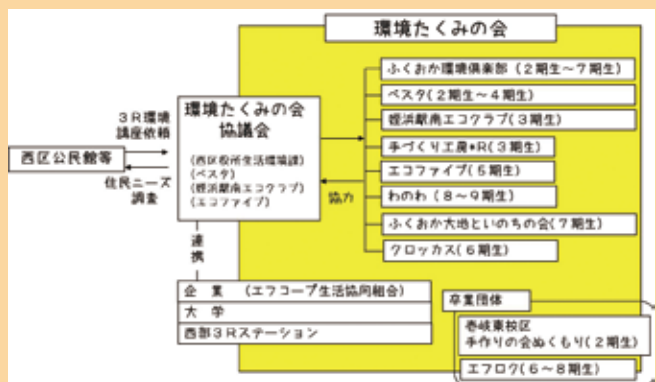 環境たくみの会
環境たくみの会
協議会
(西区役所生活環境課)
(ベスタ)
(姪浜駅南エコクラブ)
(エコファイブ)
3R環境
講座依頼
西区公民館等
住民ニーズ
調査
協力
ふくおか環境倶楽部 (2期生〜7期生)
ベスタ(2期生〜4期生)
姪浜駅南エコクラブ(3期生)
手づくり工房*R(3期生)
エコファイブ(5期生)
わのわ (8〜9期生)
ふくおか大地といのちの会(7期生)
クロッカス(6期生)
連携
企 業 (エフコープ生活協同組合)
大 学
西部3Rステーション
卒業団体
壱岐東校区
手作りの会ぬくもり(2期生)
エフロク(6〜8期生)